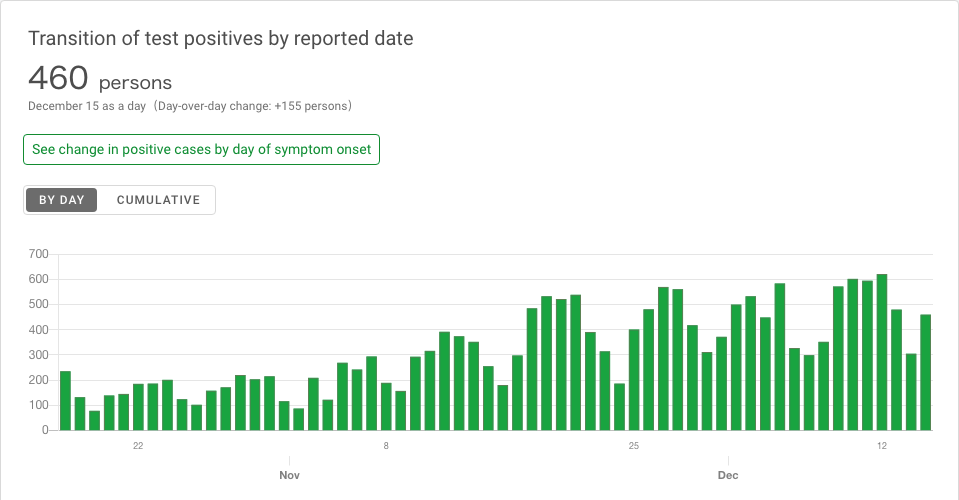 Transition of test positives by reported date
460 persons
December 15 as a day (Day-over-day change: +155 persons)
See change in positive cases by day of symptom onset
BY DAY CUMULATIVE
700
600
500
400
300
200
100
0
22 8 25 12
Nov Dec